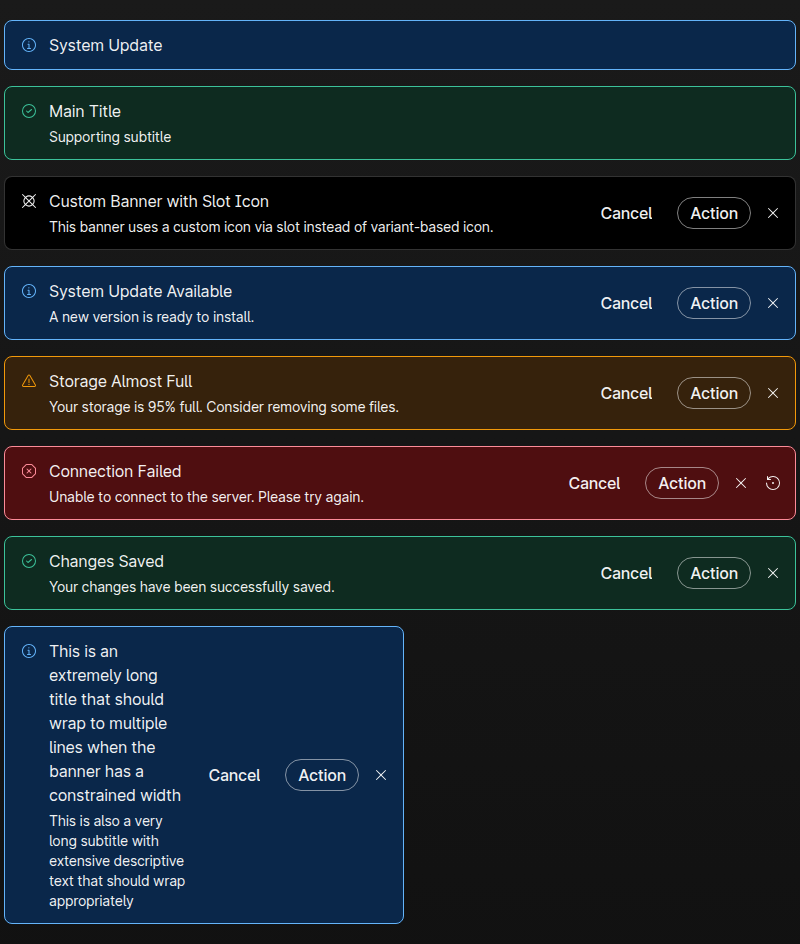 System Update
Main Title
Supporting subtitle
Custom Banner with Slot Icon
This banner uses a custom icon via slot instead of variant-based icon.
Cancel Action
System Update Available
A new version is ready to install.
Cancel Action
Storage Almost Full
Your storage is 95% full. Consider removing some files.
Cancel Action
Connection Failed
Unable to connect to the server. Please try again.
Cancel Action
Changes Saved
Your changes have been successfully saved.
Cancel Action
This is an
extremely long
title that should
wrap to multiple
lines when the
banner has a
constrained width
This is also a very
long subtitle with
extensive descriptive
text that should wrap
appropriately
Cancel Action